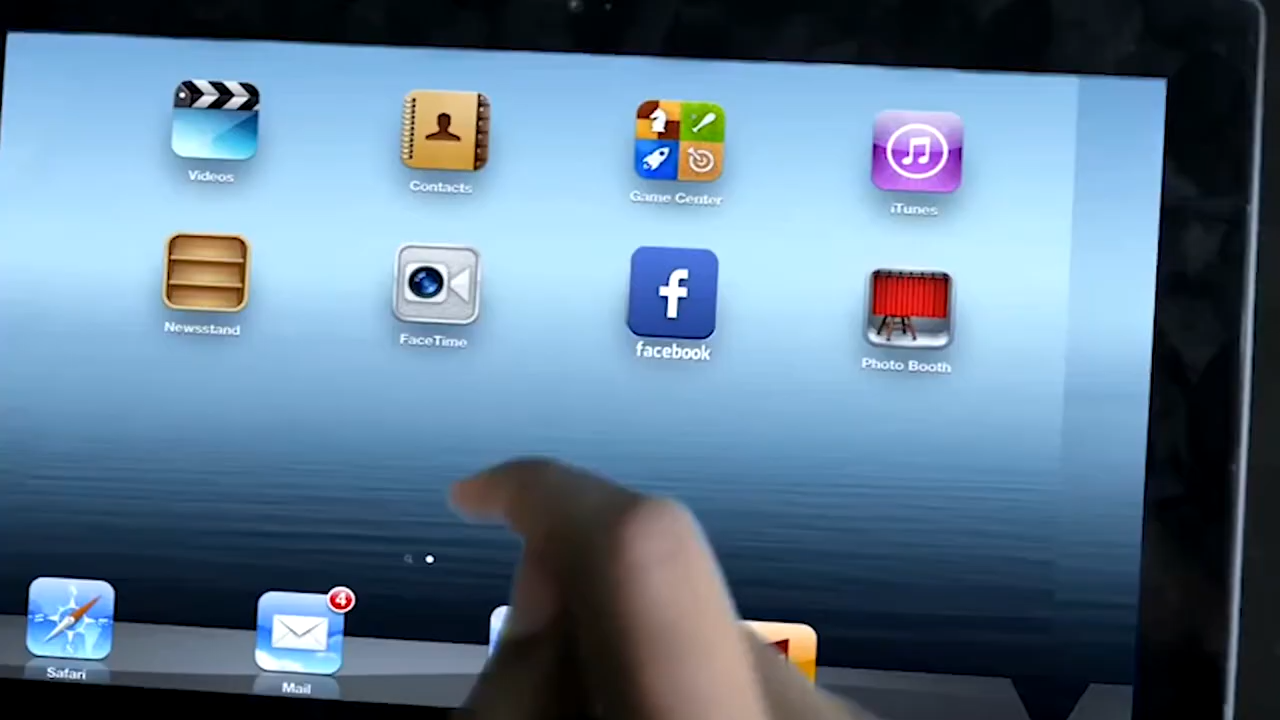 Videos
Contacts
Game Center
iTunes
Newsstand
FaceTime
f
facebook
Photo Booth
4
Safari
Mail